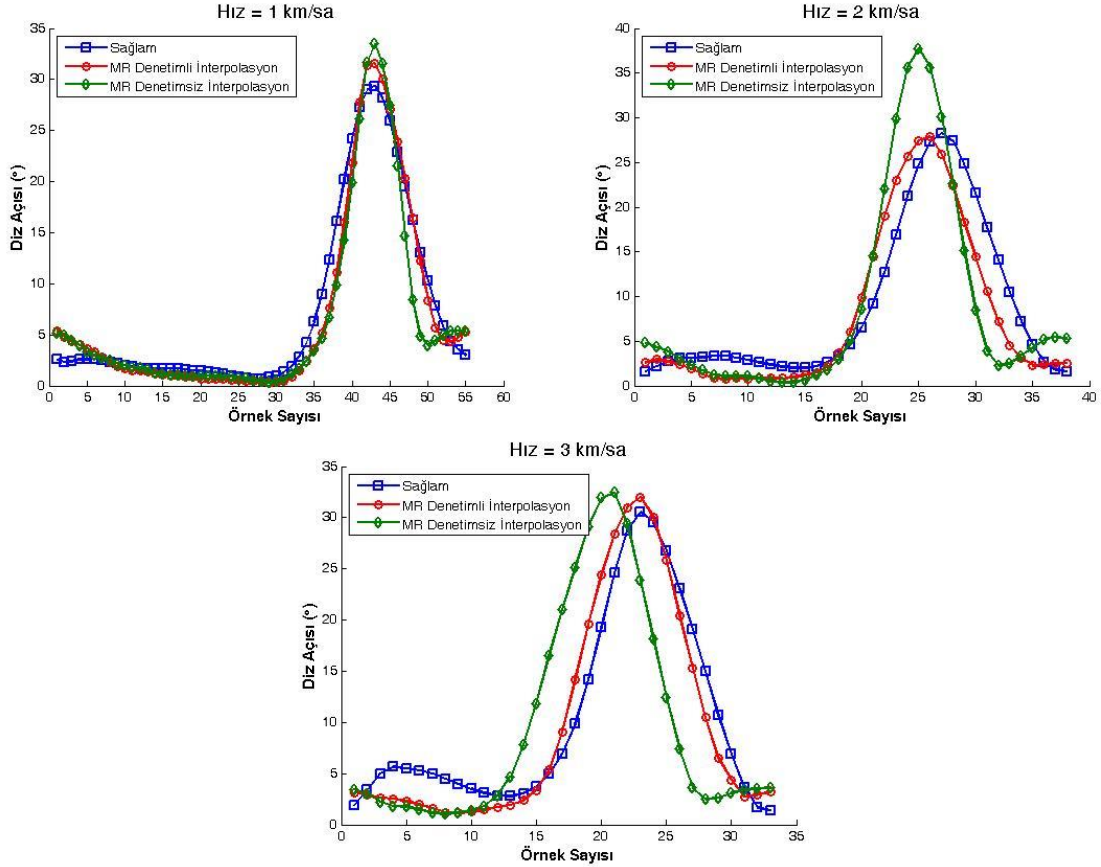 Hız = 1 km/sa
35
30
25
20
15
10
5
0
Diz Açısı (°)
Sağlam
MR Denetimli İnterpolasyon
MR Denetimsiz İnterpolasyon
0 5 10 15 20 25 30 35 40 45 50 55 60
Örnek Sayısı
Hız = 2 km/sa
40
35
30
25
20
15
10
5
0
Diz Açısı (°)
Sağlam
MR Denetimli İnterpolasyon
MR Denetimsiz İnterpolasyon
0 5 10 15 20 25 30 35 40
Örnek Sayısı
Hız = 3 km/sa
35
30
25
20
15
10
5
0
Diz Açısı (°)
Sağlam
MR Denetimli İnterpolasyon
MR Denetimsiz İnterpolasyon
0 5 10 15 20 25 30 35
Örnek Sayısı